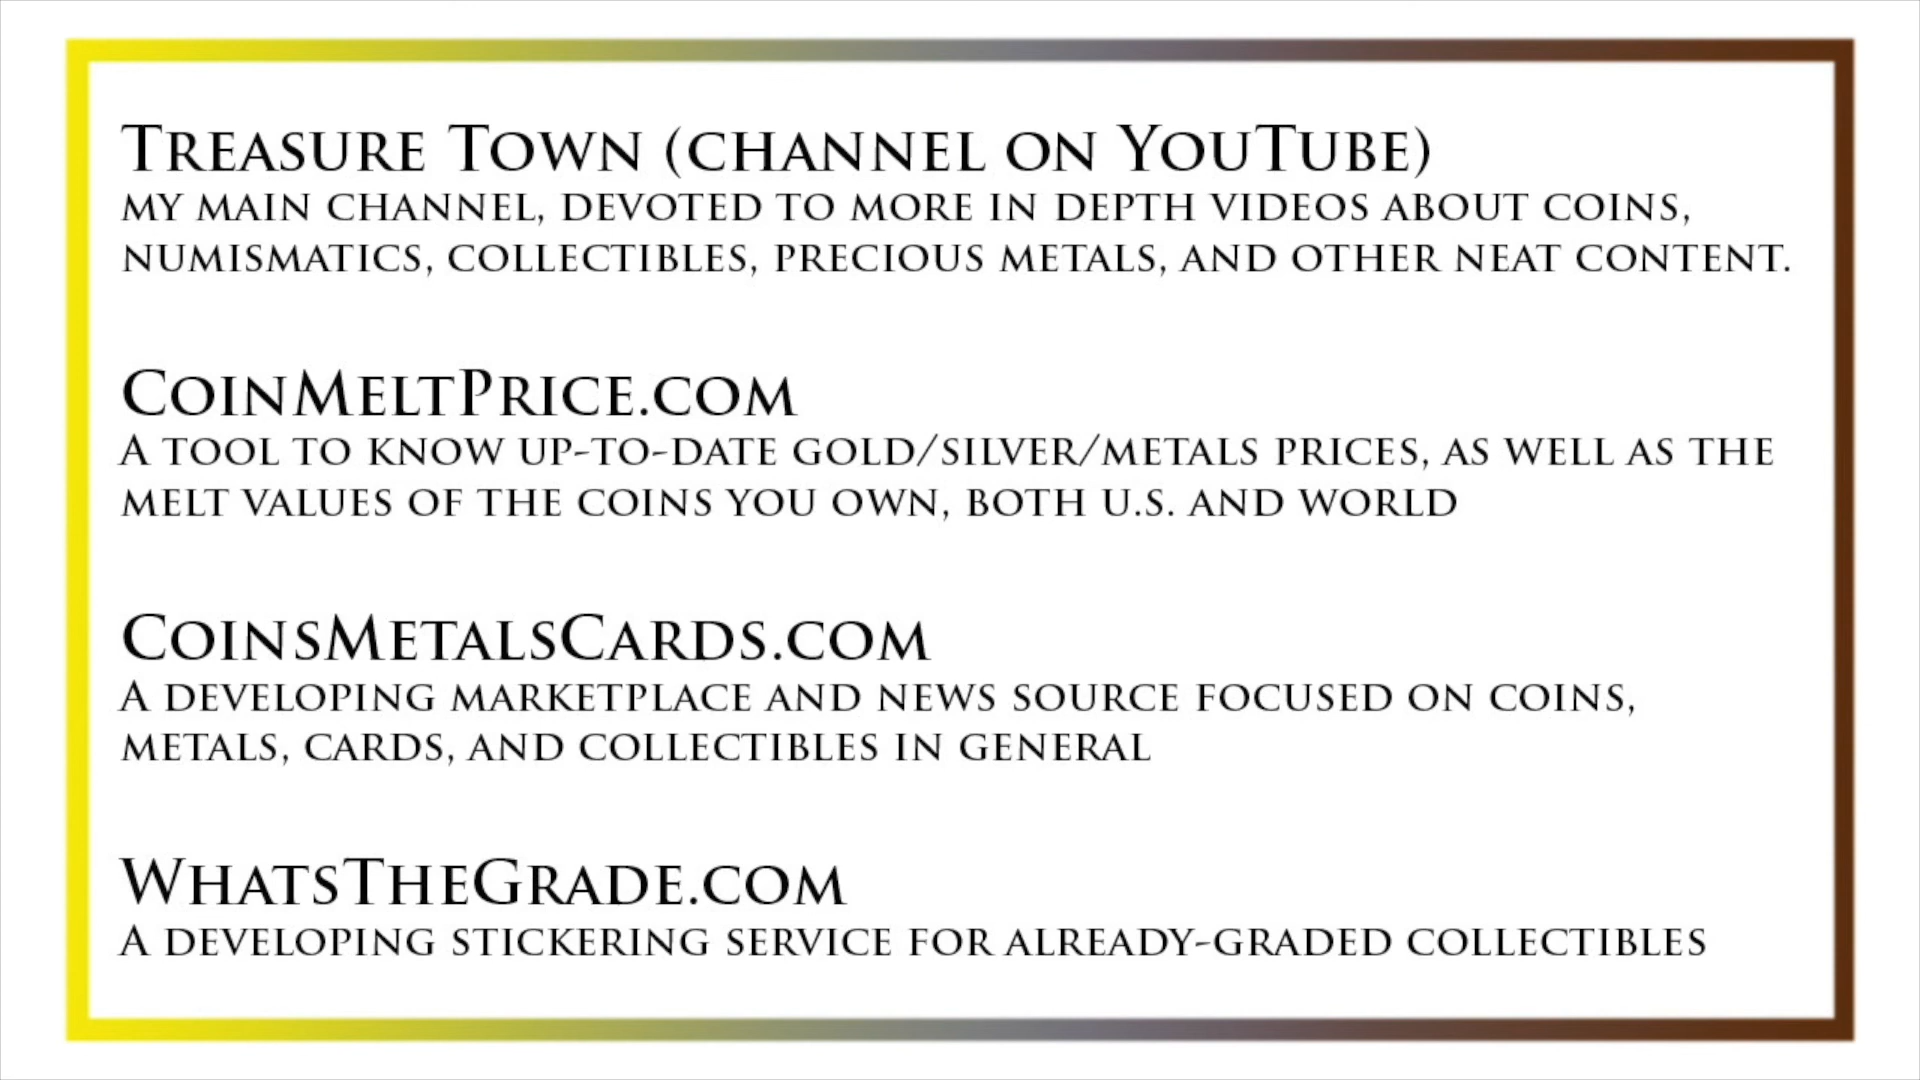 Treasure Town (channel on YouTube)
my main channel, devoted to more in depth videos about coins,
numismatics, collectibles, precious metals, and other neat content.
CoinMeltPrice.com
A tool to know up-to-date gold/silver/metals prices, as well as the
melt values of the coins you own, both U.S. and world
CoinsMetalsCards.com
A developing marketplace and news source focused on coins,
metals, cards, and collectibles in general
WhatsTheGrade.com
A developing stickering service for already-graded collectibles